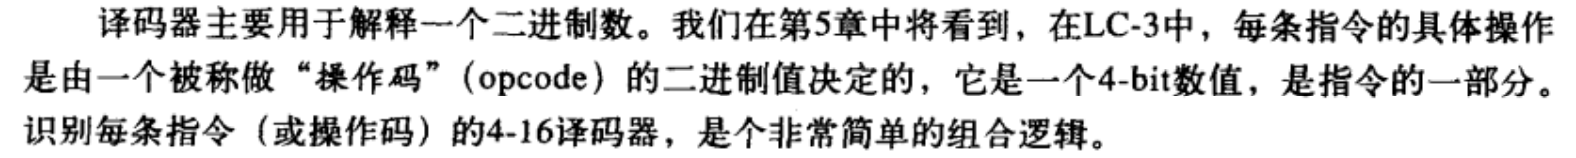 译码器主要用于解释一个二进制数。我们在第5章中将看到，在LC-3中，每条指令的具体操作
是由一个被称做“操作码”（opcode）的二进制值决定的，它是一个4-bit数值，是指令的一部分。
识别每条指令（或操作码）的4-16译码器，是个非常简单的组合逻辑。